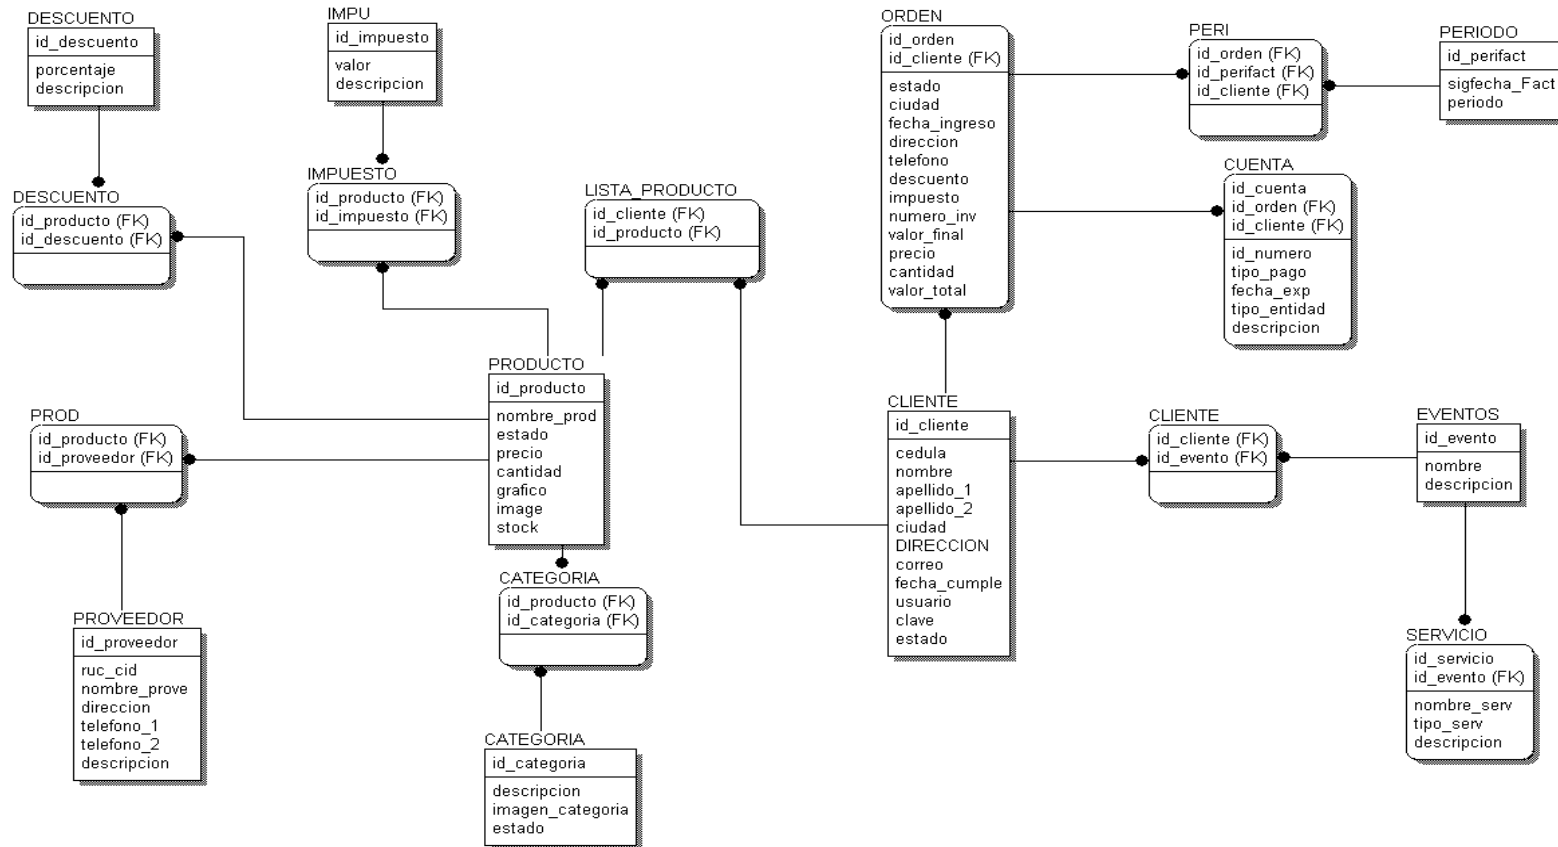 DESCUENTO
id_descuento
porcentaje
descripcion
IMPU
id_impuesto
valor
descripcion
ORDEN
id_orden
id_cliente (FK)
estado
ciudad
fecha_ingreso
direccion
telefono
descuento
impuesto
numero_inv
valor_final
precio
cantidad
valor_total
PERI
id_orden (FK)
id_perifact (FK)
id_cliente (FK)
PERIODO
id_perifact
sigfecha_Fact
periodo
DESCUENTO
id_producto (FK)
id_descuento (FK)
IMPUESTO
id_producto (FK)
id_impuesto (FK)
LISTA_PRODUCTO
id_cliente (FK)
id_producto (FK)
CUENTA
id_cuenta
id_orden (FK)
id_cliente (FK)
id_numero
tipo_pago
fecha_exp
tipo_entidad
descripcion
PRODUCTO
id_producto
nombre_prod
estado
precio
cantidad
grafico
image
stock
PROD
id_producto (FK)
id_proveedor (FK)
CLIENTE
id_cliente
cedula
nombre
apellido_1
apellido_2
ciudad
DIRECCION
correo
fecha_cumple
usuario
clave
estado
CLIENTE
id_cliente (FK)
id_evento (FK)
EVENTOS
id_evento
nombre
descripcion
CATEGORIA
id_producto (FK)
id_categoria (FK)
PROVEEDOR
id_proveedor
ruc_cid
nombre_prove
direccion
telefono_1
telefono_2
descripcion
SERVICIO
id_servicio
id_evento (FK)
nombre_serv
tipo_serv
descripcion
CATEGORIA
id_categoria
descripcion
imagen_categoria
estado